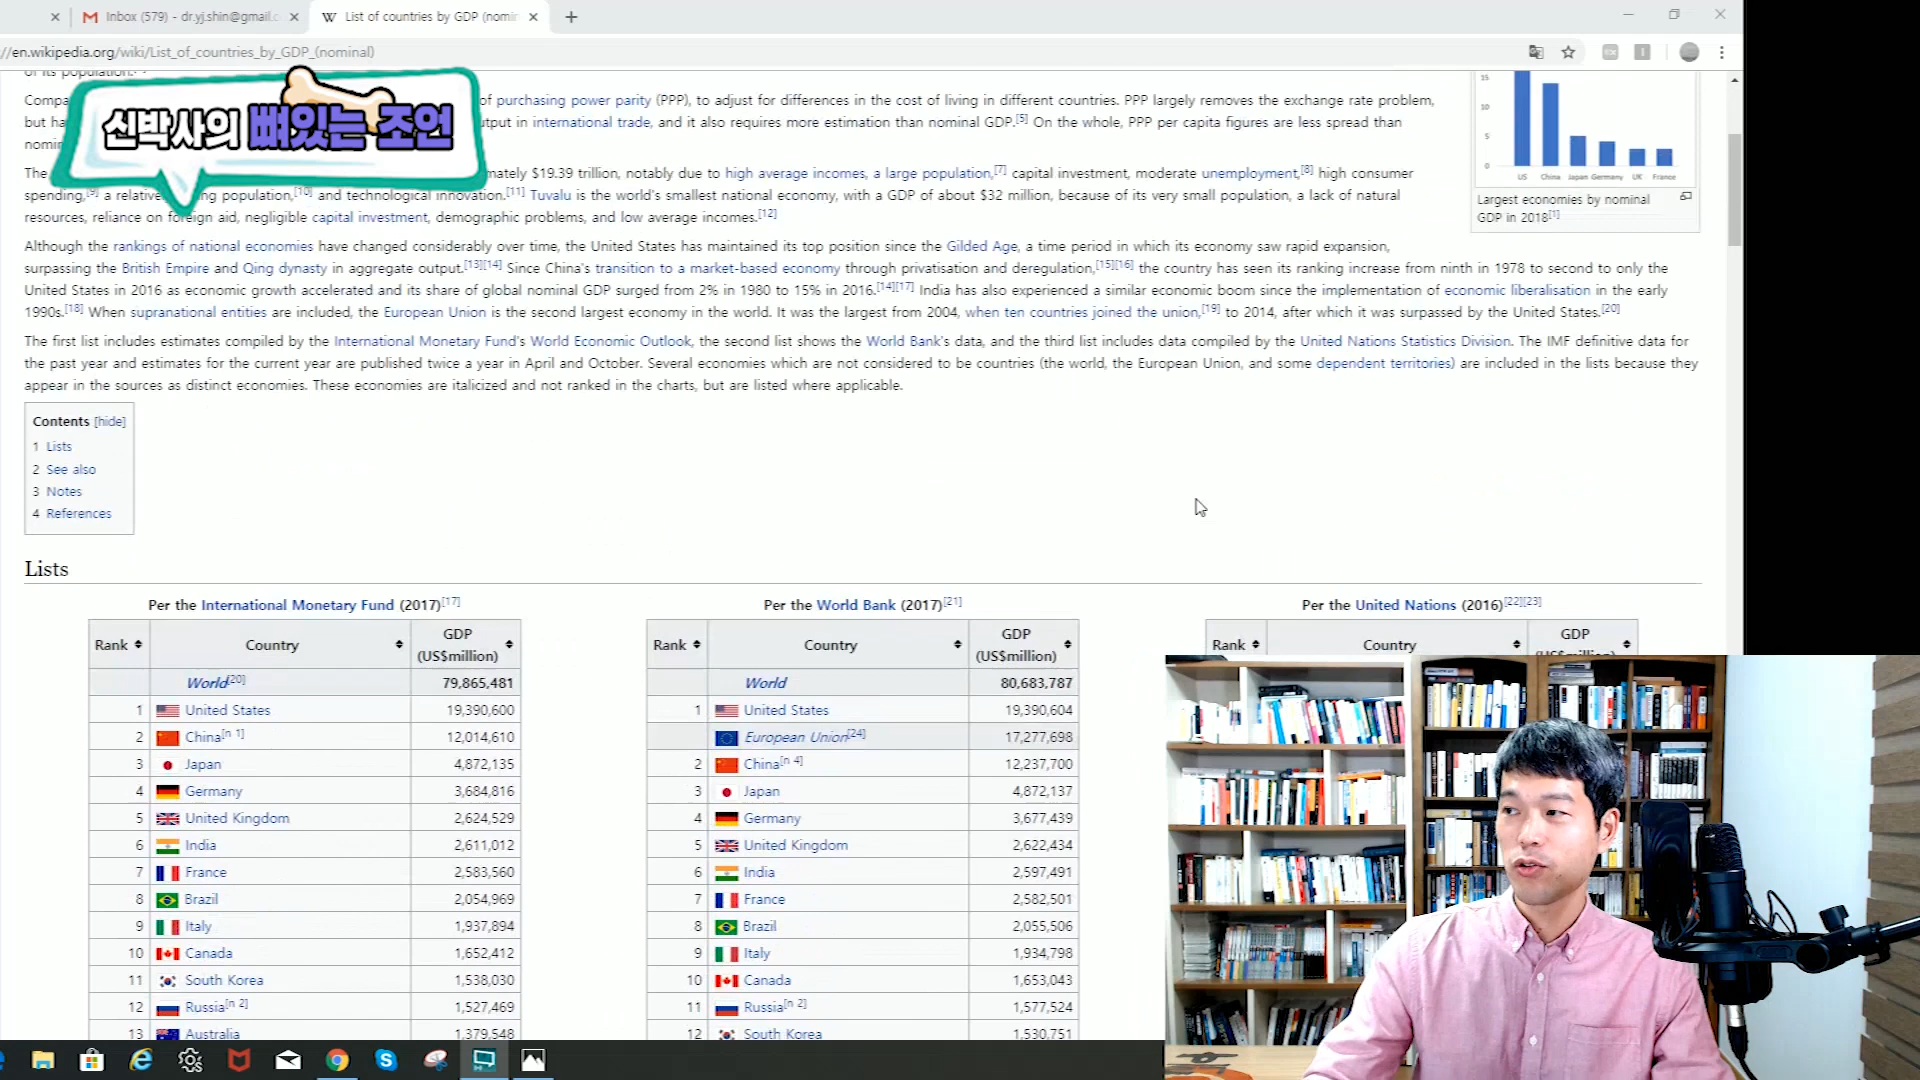 Inbox (579) - dr.yj.shin@gmail.c
List of countries by GDP (nomin
//en.wikipedia.org/wiki/List_of_countries_by_GDP_(nominal)
of its population.
신박사의 뼈있는 조언
Compa of purchasing power parity (PPP), to adjust for differences in the cost of living in different countries. PPP largely removes the exchange rate problem,
but ha tput in international trade, and it also requires more estimation than nominal GDP.[5] On the whole, PPP per capita figures are less spread than
nomin
The mately $19.39 trillion, notably due to high average incomes, a large population,[7] capital investment, moderate unemployment,[8] high consumer
spending,[9] a relative ng population,[10] and technological innovation.[11] Tuvalu is the world's smallest national economy, with a GDP of about $32 million, because of its very small population, a lack of natural
resources, reliance on foreign aid, negligible capital investment, demographic problems, and low average incomes.[12]
15
10
5
0
US China Japan Germany UK France
Largest economies by nominal
GDP in 2018[1]
Although the rankings of national economies have changed considerably over time, the United States has maintained its top position since the Gilded Age, a time period in which its economy saw rapid expansion,
surpassing the British Empire and Qing dynasty in aggregate output.[13][14] Since China's transition to a market-based economy through privatisation and deregulation,[15][16] the country has seen its ranking increase from ninth in 1978 to second to only the
United States in 2016 as economic growth accelerated and its share of global nominal GDP surged from 2% in 1980 to 15% in 2016.[14][17] India has also experienced a similar economic boom since the implementation of economic liberalisation in the early
1990s.[18] When supranational entities are included, the European Union is the second largest economy in the world. It was the largest from 2004, when ten countries joined the union,[19] to 2014, after which it was surpassed by the United States.[20]
The first list includes estimates compiled by the International Monetary Fund's World Economic Outlook, the second list shows the World Bank's data, and the third list includes data compiled by the United Nations Statistics Division. The IMF definitive data for
the past year and estimates for the current year are published twice a year in April and October. Several economies which are not considered to be countries (the world, the European Union, and some dependent territories) are included in the lists because they
appear in the sources as distinct economies. These economies are italicized and not ranked in the charts, but are listed where applicable.
Contents [hide]
1 Lists
2 See also
3 Notes
4 References
Lists
Per the International Monetary Fund (2017)[17]
Rank Country GDP (US$million)
World[20] 79,865,481
1 United States 19,390,600
2 China[n 1] 12,014,610
3 Japan 4,872,135
4 Germany 3,684,816
5 United Kingdom 2,624,529
6 India 2,611,012
7 France 2,583,560
8 Brazil 2,054,969
9 Italy 1,937,894
10 Canada 1,652,412
11 South Korea 1,538,030
12 Russia[n 2] 1,527,469
13 Australia 1,379,548
Per the World Bank (2017)[21]
Rank Country GDP (US$million)
World 80,683,787
1 United States 19,390,604
European Union[24] 17,277,698
2 China[n 4] 12,237,700
3 Japan 4,872,137
4 Germany 3,677,439
5 United Kingdom 2,622,434
6 India 2,597,491
7 France 2,582,501
8 Brazil 2,055,506
9 Italy 1,934,798
10 Canada 1,653,043
11 Russia[n 2] 1,577,524
12 South Korea 1,530,751
Per the United Nations (2016)[22][23]
Rank Country GDP (US$million)